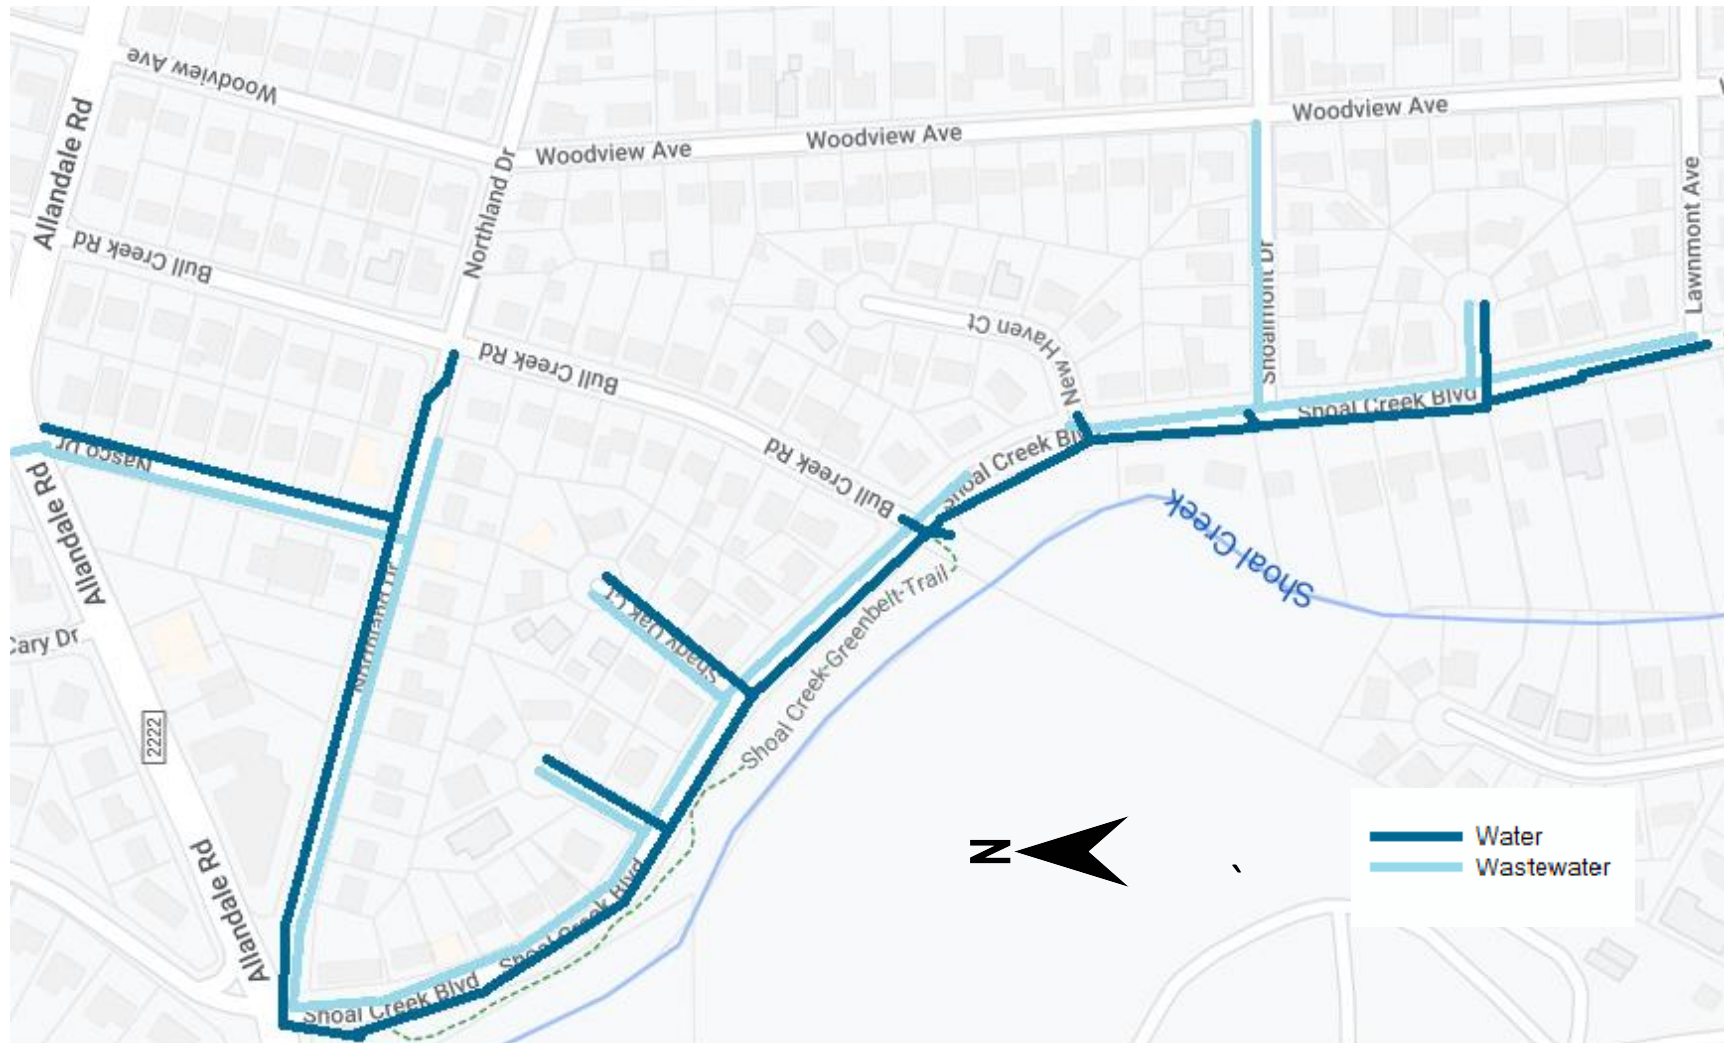 Woodview Ave
Woodview Ave
Woodview Ave
Woodview Ave
Allandale Rd
Northland Dr
Bull Creek Rd
Lawnmont Ave
Shoalmont Dr
New Haven Ct
Bull Creek Rd
Shoal Creek Blvd
Nasco Dr
Bull Creek Rd
Shoal Creek Blvd
Allandale Rd
Shoal Creek
Northland Dr
Shady Oak Ct
Cary Dr
Shoal Creek-Greenbelt-Trail
2222
N
Water
Wastewater
Allandale Rd
Shoal Creek Blvd
Shoal Creek Blvd